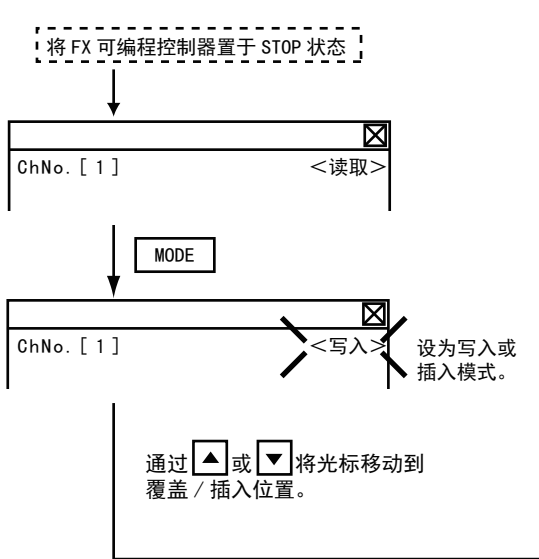 将 FX 可编程控制器置于 STOP 状态
ChNo.[ 1 ] <读取>
MODE
ChNo.[ 1 ] <写入>
设为写入或
插入模式。
通过▲或▼将光标移动到
覆盖 / 插入位置。